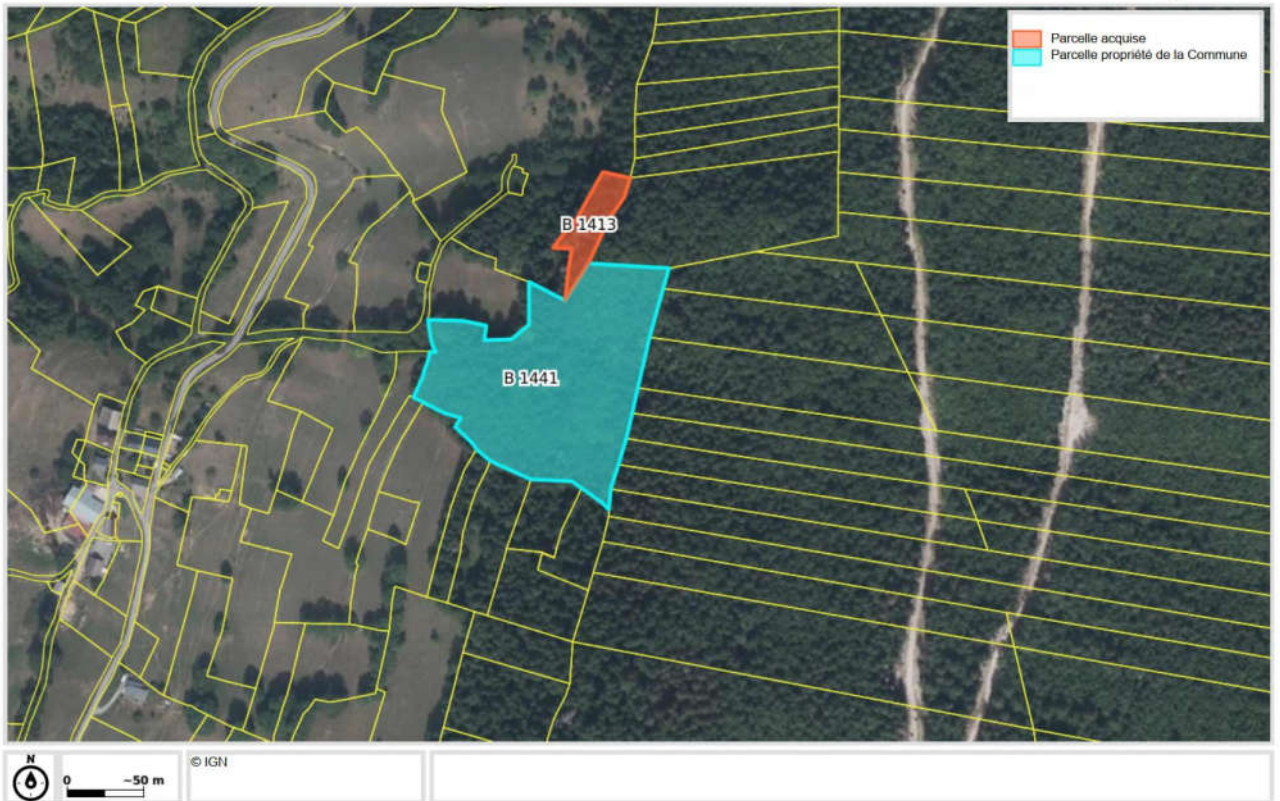 Parcelle acquise
Parcelle propriété de la Commune
B 1413
B 1441
N
0 ~50 m
© IGN